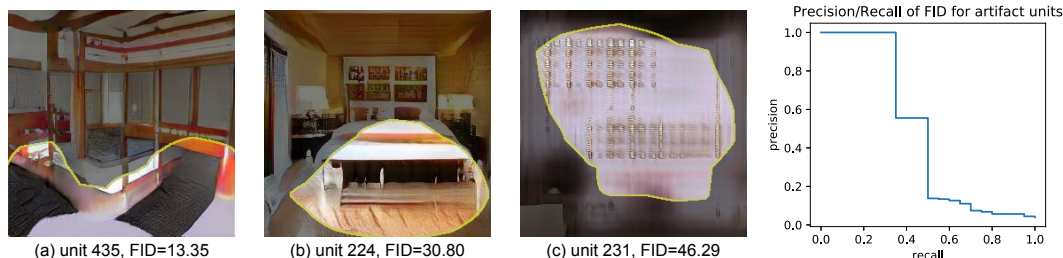 Precision/Recall of FID for artifact units
1.0
0.8
0.6
0.4
0.2
0.0
precision
0.0 0.2 0.4 0.6 0.8 1.0
recall
(a) unit 435, FID=13.35
(b) unit 224, FID=30.80
(c) unit 231, FID=46.29